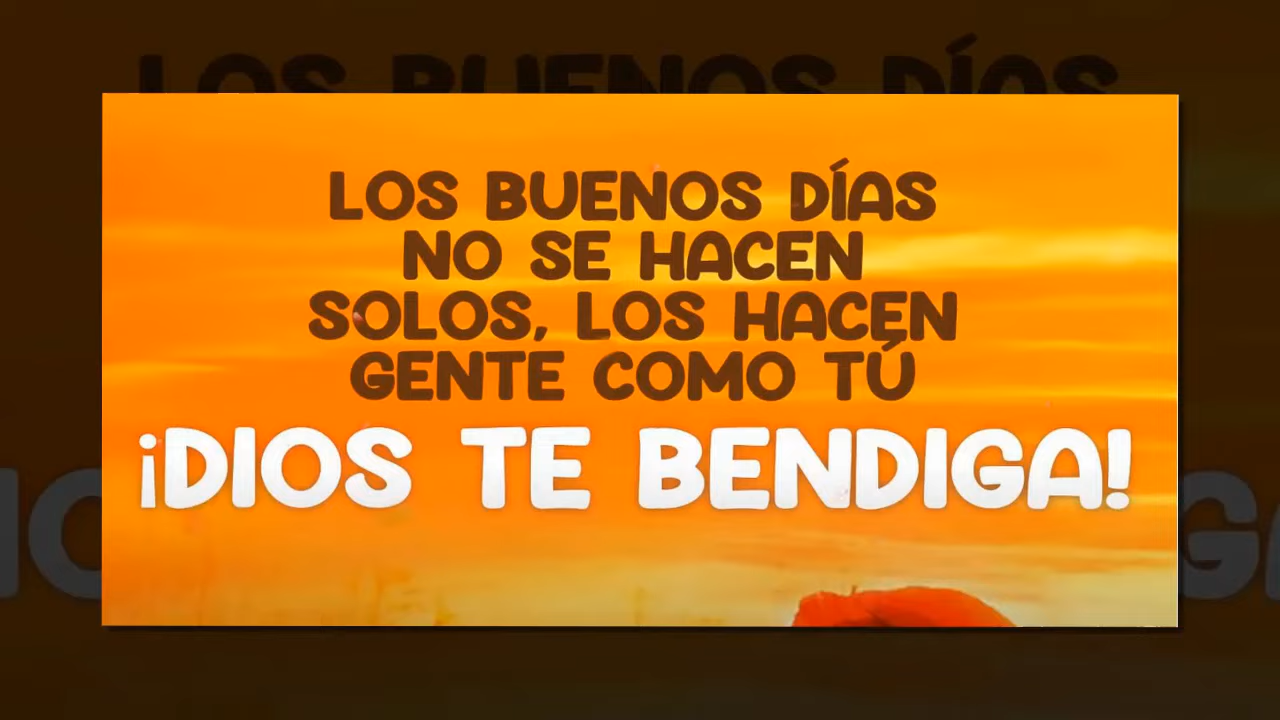 LOS BUENOS DÍAS
NO SE HACEN
SOLOS, LOS HACEN
GENTE COMO TÚ
¡DIOS TE BENDIGA!